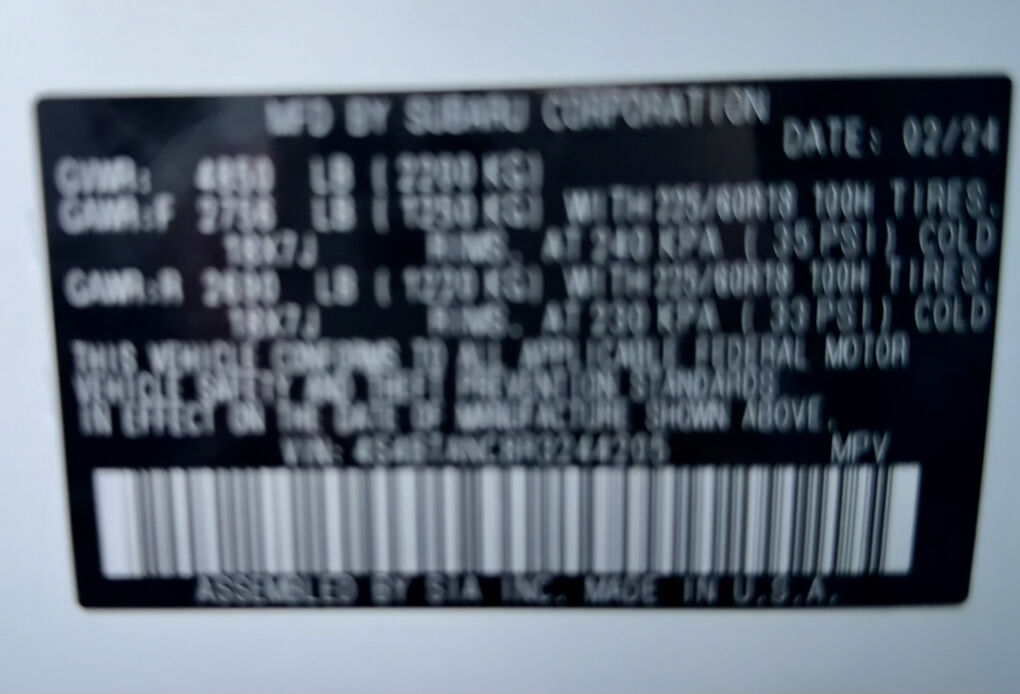 MFD BY SUBARU CORPORATION
DATE: 02/24
GVWR: 4850 LB (2200 KG)
GAWR:F 2756 LB (1250 KG) WITH 225/60R18 100H TIRES.
18X7J RIMS. AT 240 KPA (35 PSI) COLD
GAWR:R 2690 LB (1220 KG) WITH 225/60R18 100H TIRES.
18X7J RIMS. AT 230 KPA (33 PSI) COLD
THIS VEHICLE CONFORMS TO ALL APPLICABLE FEDERAL MOTOR
VEHICLE SAFETY AND THEFT PREVENTION STANDARDS
IN EFFECT ON THE DATE OF MANUFACTURE SHOWN ABOVE.
VIN: MPV
ASSEMBLED BY SIA INC. MADE IN U.S.A.